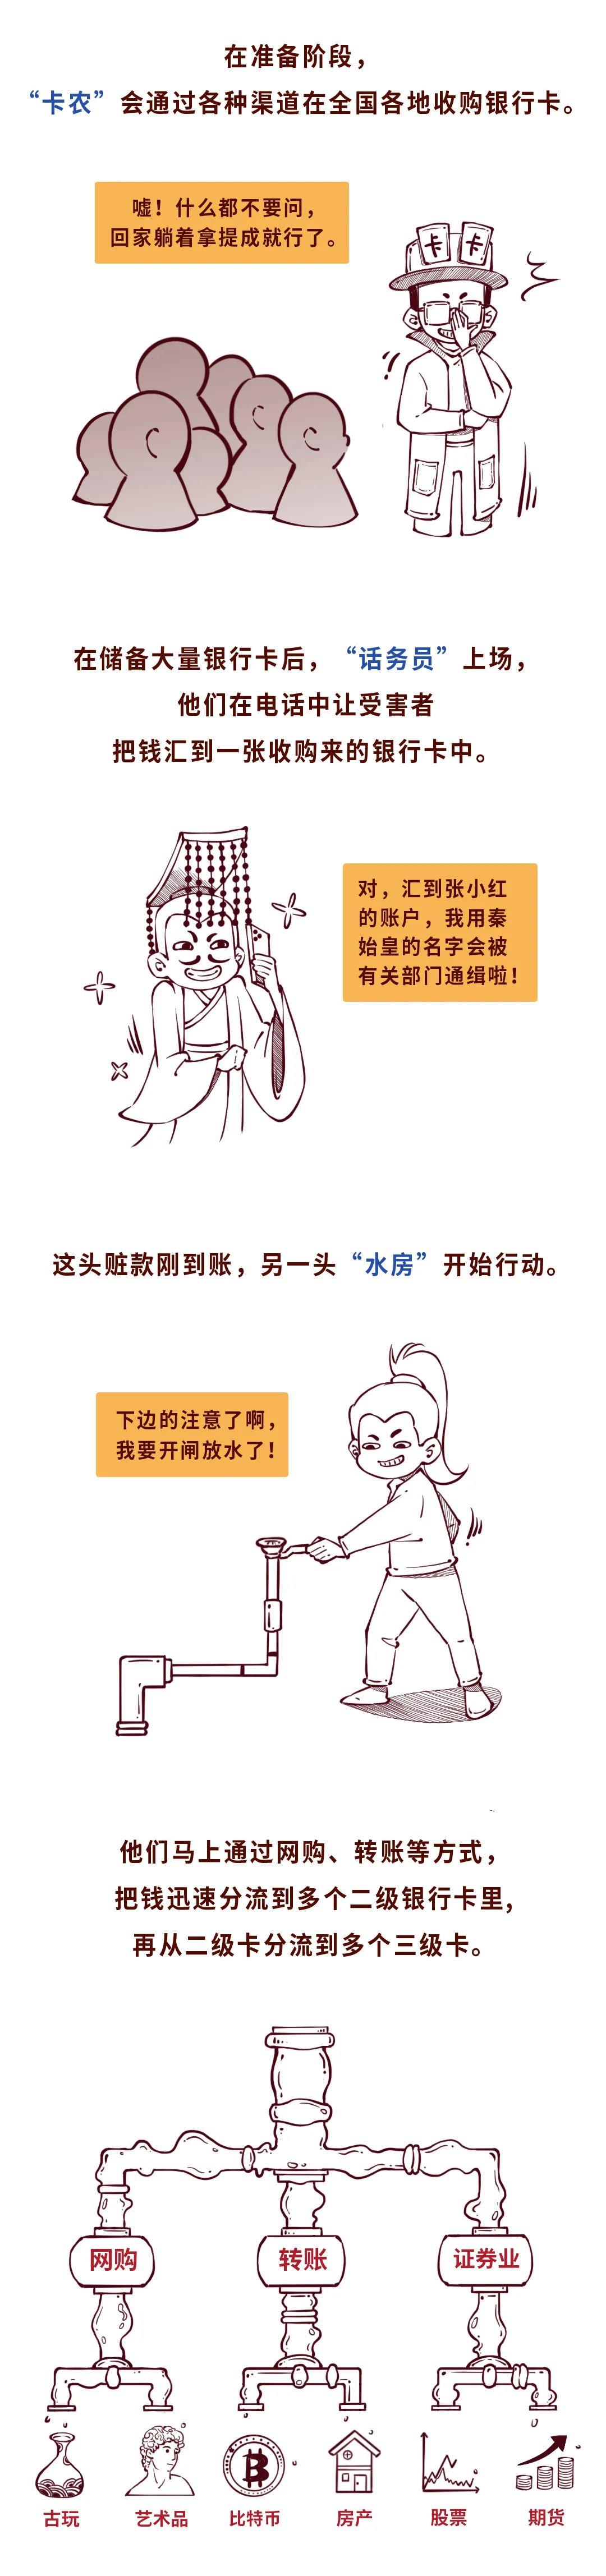 在准备阶段，
“卡农”会通过各种渠道在全国各地收购银行卡。
嘘！什么都不要问，
回家躺着拿提成就行了。
卡 卡
在储备大量银行卡后，“话务员”上场，
他们在电话中让受害者
把钱汇到一张收购来的银行卡中。
对，汇到张小红
的账户，我用秦
始皇的名字会被
有关部门通缉啦！
这头赃款刚到账，另一头“水房”开始行动。
下边的注意了啊，
我要开闸放水了！
他们马上通过网购、转账等方式，
把钱迅速分流到多个二级银行卡里，
再从二级卡分流到多个三级卡。
网购 转账 证券业
古玩 艺术品 比特币 房产 股票 期货